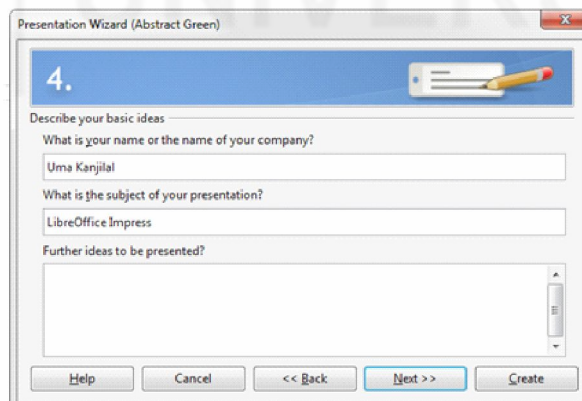 Presentation Wizard (Abstract Green)
4.
Describe your basic ideas
What is your name or the name of your company?
Uma Kanjilal
What is the subject of your presentation?
LibreOffice Impress
Further ideas to be presented?
Help Cancel << Back Next >> Create